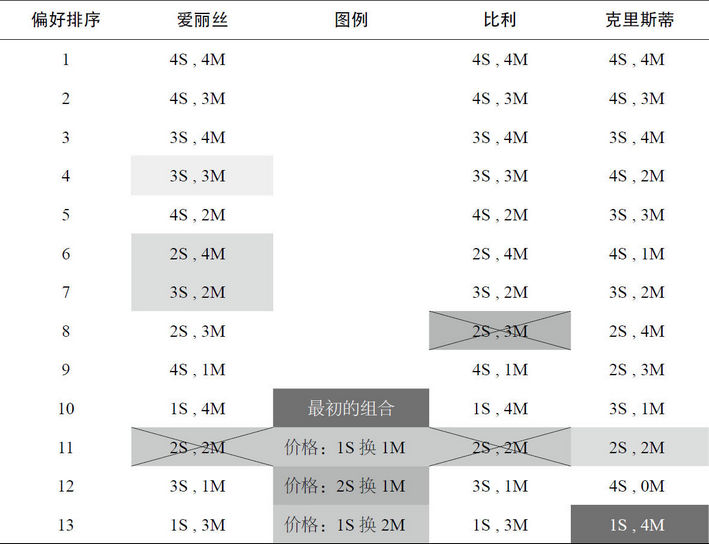 偏好排序 爱丽丝 图例 比利 克里斯蒂
1 4S , 4M 4S , 4M 4S , 4M
2 4S , 3M 4S , 3M 4S , 3M
3 3S , 4M 3S , 4M 3S , 4M
4 3S , 3M 3S , 3M 4S , 2M
5 4S , 2M 4S , 2M 3S , 3M
6 2S , 4M 2S , 4M 4S , 1M
7 3S , 2M 3S , 2M 3S , 2M
8 2S , 3M 2S , 3M 2S , 4M
9 4S , 1M 4S , 1M 2S , 3M
10 1S , 4M 最初的组合 1S , 4M 3S , 1M
11 2S , 2M 价格：1S 换 1M 2S , 2M 2S , 2M
12 3S , 1M 价格：2S 换 1M 3S , 1M 4S , 0M
13 1S , 3M 价格：1S 换 2M 1S , 3M 1S , 4M